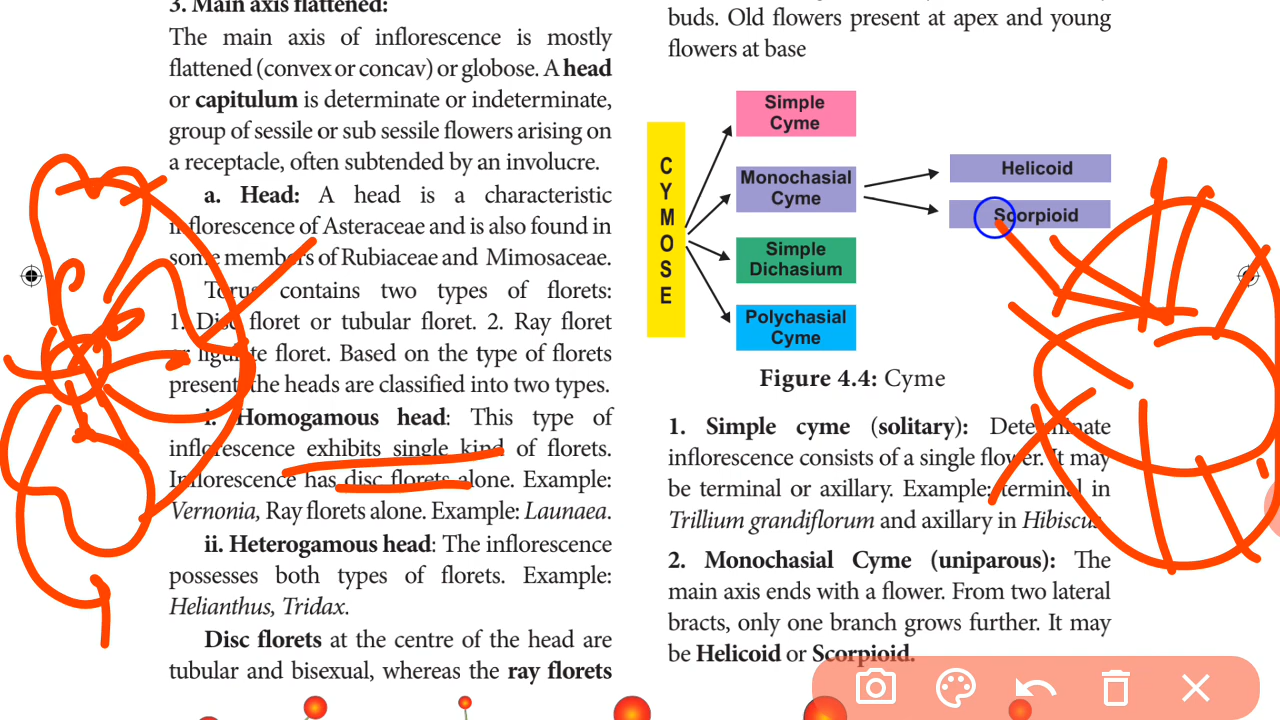 3. Main axis flattened:
The main axis of inflorescence is mostly
flattened (convex or concav) or globose. A head
or capitulum is determinate or indeterminate,
group of sessile or sub sessile flowers arising on
a receptacle, often subtended by an involucre.
a. Head: A head is a characteristic
inflorescence of Asteraceae and is also found in
some members of Rubiaceae and Mimosaceae.
Torus contains two types of florets:
1. Disc floret or tubular floret. 2. Ray floret
or ligulate floret. Based on the type of florets
present, the heads are classified into two types.
i. Homogamous head: This type of
inflorescence exhibits single kind of florets.
Inflorescence has disc florets alone. Example:
Vernonia, Ray florets alone. Example: Launaea.
ii. Heterogamous head: The inflorescence
possesses both types of florets. Example:
Helianthus, Tridax.
Disc florets at the centre of the head are
tubular and bisexual, whereas the ray florets
buds. Old flowers present at apex and young
flowers at base
CYMOSE
Simple
Cyme
Monochasial
Cyme
Simple
Dichasium
Polychasial
Cyme
Helicoid
Scorpioid
Figure 4.4: Cyme
1. Simple cyme (solitary): Determinate
inflorescence consists of a single flower. It may
be terminal or axillary. Example: terminal in
Trillium grandiflorum and axillary in Hibiscus.
2. Monochasial Cyme (uniparous): The
main axis ends with a flower. From two lateral
bracts, only one branch grows further. It may
be Helicoid or Scorpioid.